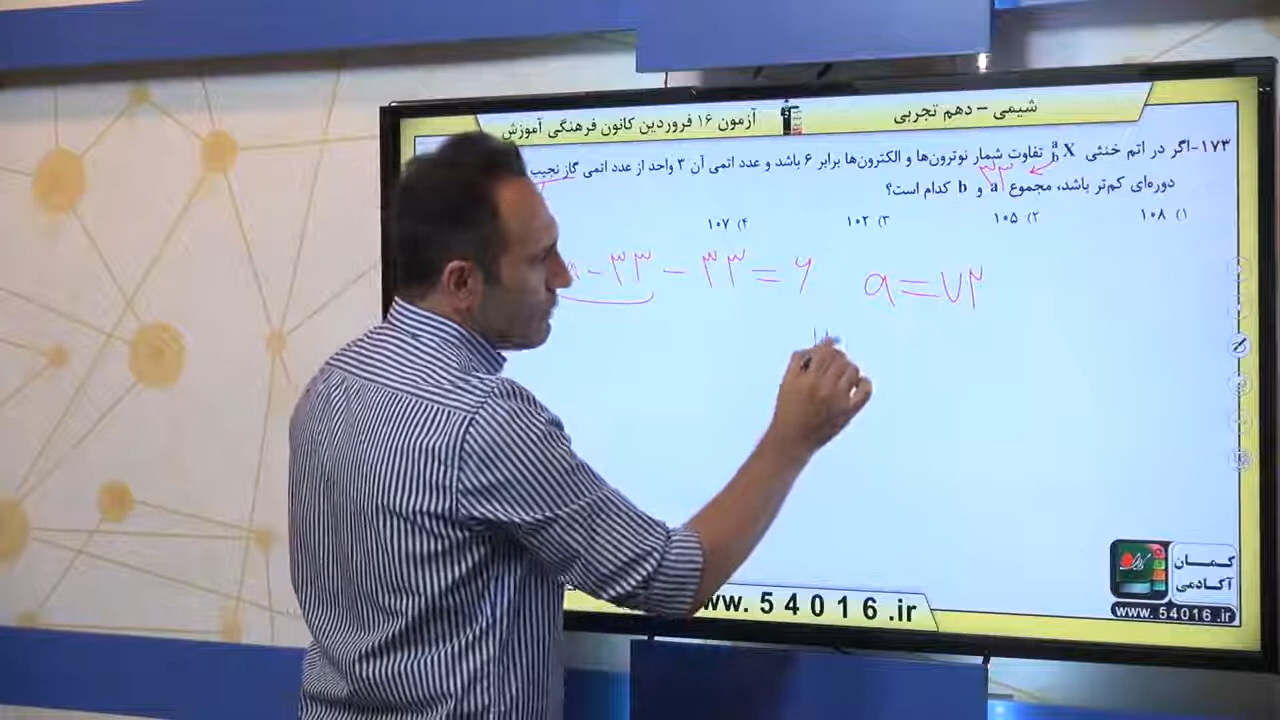 شیمی – دهم تجربی
آزمون ۱۶ فروردین کانون فرهنگی آموزش
۱۷۳-اگر در اتم خنثی ᵃ_bX تفاوت شمار نوترون‌ها و الکترون‌ها برابر ۶ باشد و عدد اتمی آن ۳ واحد از عدد اتمی گاز نجیب
۳۳
دوره‌ای کم‌تر باشد، مجموع a و b کدام است؟
۱) ۱۰۸ ۲) ۱۰۵ ۳) ۱۰۲ ۴) ۱۰۷
a - ۳۳ - ۳۳ = ۶ a = ۷۲
کمان
آکادمی
www. 54016 .ir
www. 54016 .ir